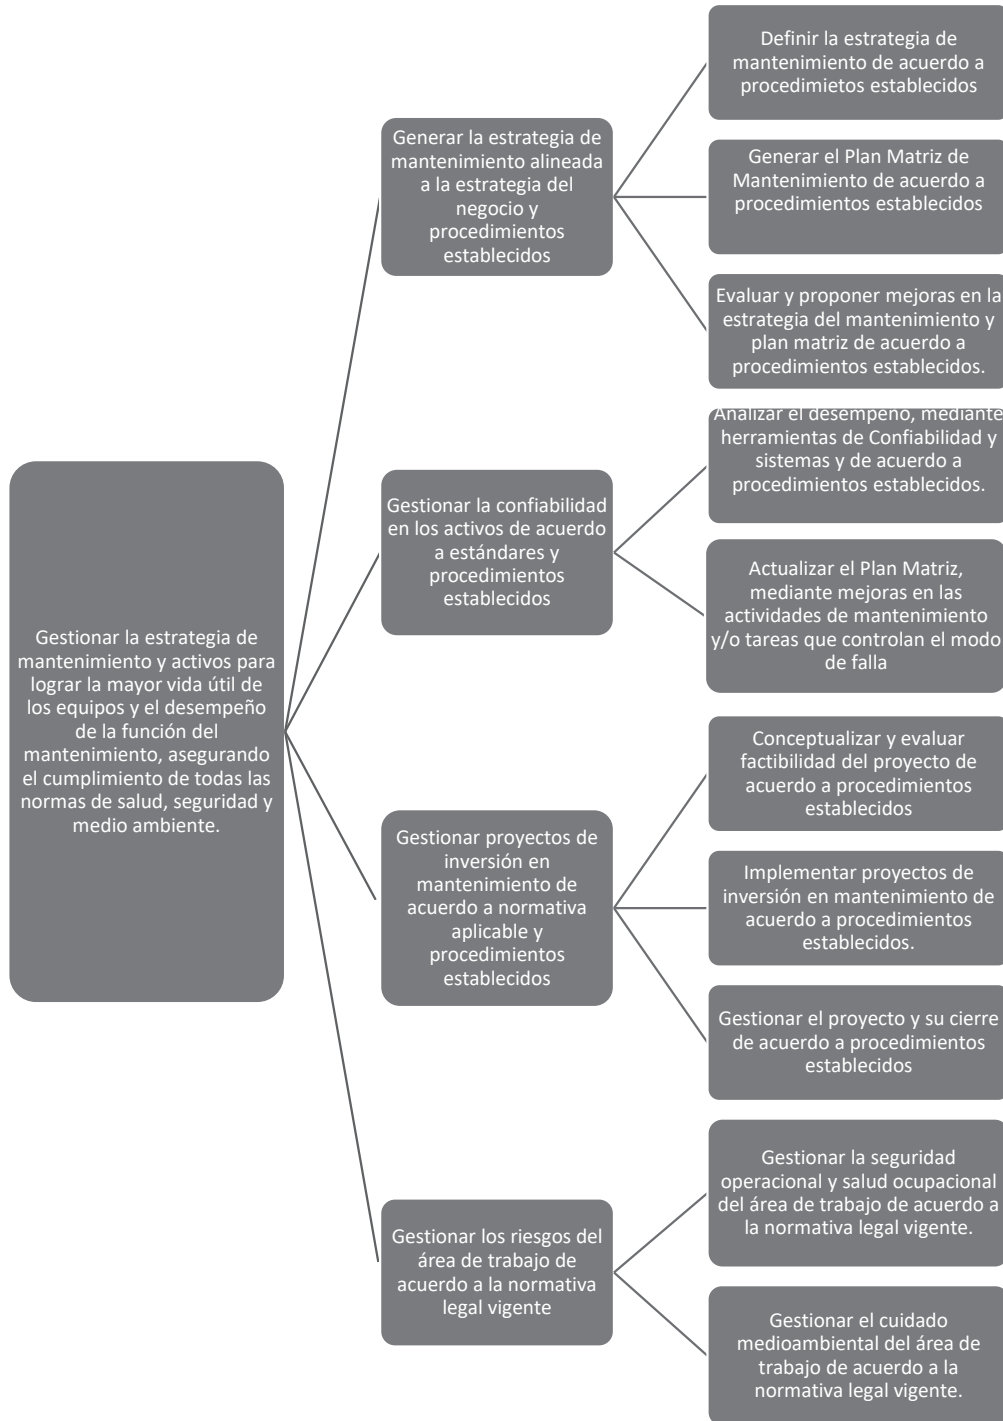 Gestionar la estrategia de
mantenimiento y activos para
lograr la mayor vida útil de
los equipos y el desempeño
de la función del
mantenimiento, asegurando
el cumplimiento de todas las
normas de salud, seguridad y
medio ambiente.
Generar la estrategia de
mantenimiento alineada
a la estrategia del
negocio y
procedimientos
establecidos
Definir la estrategia de
mantenimiento de acuerdo a
procedimietos establecidos
Generar el Plan Matriz de
Mantenimiento de acuerdo a
procedimientos establecidos
Evaluar y proponer mejoras en la
estrategia del mantenimiento y
plan matriz de acuerdo a
procedimientos establecidos.
Gestionar la confiabilidad
en los activos de acuerdo
a estándares y
procedimientos
establecidos
Analizar el desempeño, mediante
herramientas de Confiabilidad y
sistemas y de acuerdo a
procedimientos establecidos.
Actualizar el Plan Matriz,
mediante mejoras en las
actividades de mantenimiento
y/o tareas que controlan el modo
de falla
Gestionar proyectos de
inversión en
mantenimiento de
acuerdo a normativa
aplicable y
procedimientos
establecidos
Conceptualizar y evaluar
factibilidad del proyecto de
acuerdo a procedimientos
establecidos
Implementar proyectos de
inversión en mantenimiento de
acuerdo a procedimientos
establecidos.
Gestionar el proyecto y su cierre
de acuerdo a procedimientos
establecidos
Gestionar los riesgos del
área de trabajo de
acuerdo a la normativa
legal vigente
Gestionar la seguridad
operacional y salud ocupacional
del área de trabajo de acuerdo a
la normativa legal vigente.
Gestionar el cuidado
medioambiental del área de
trabajo de acuerdo a la
normativa legal vigente.